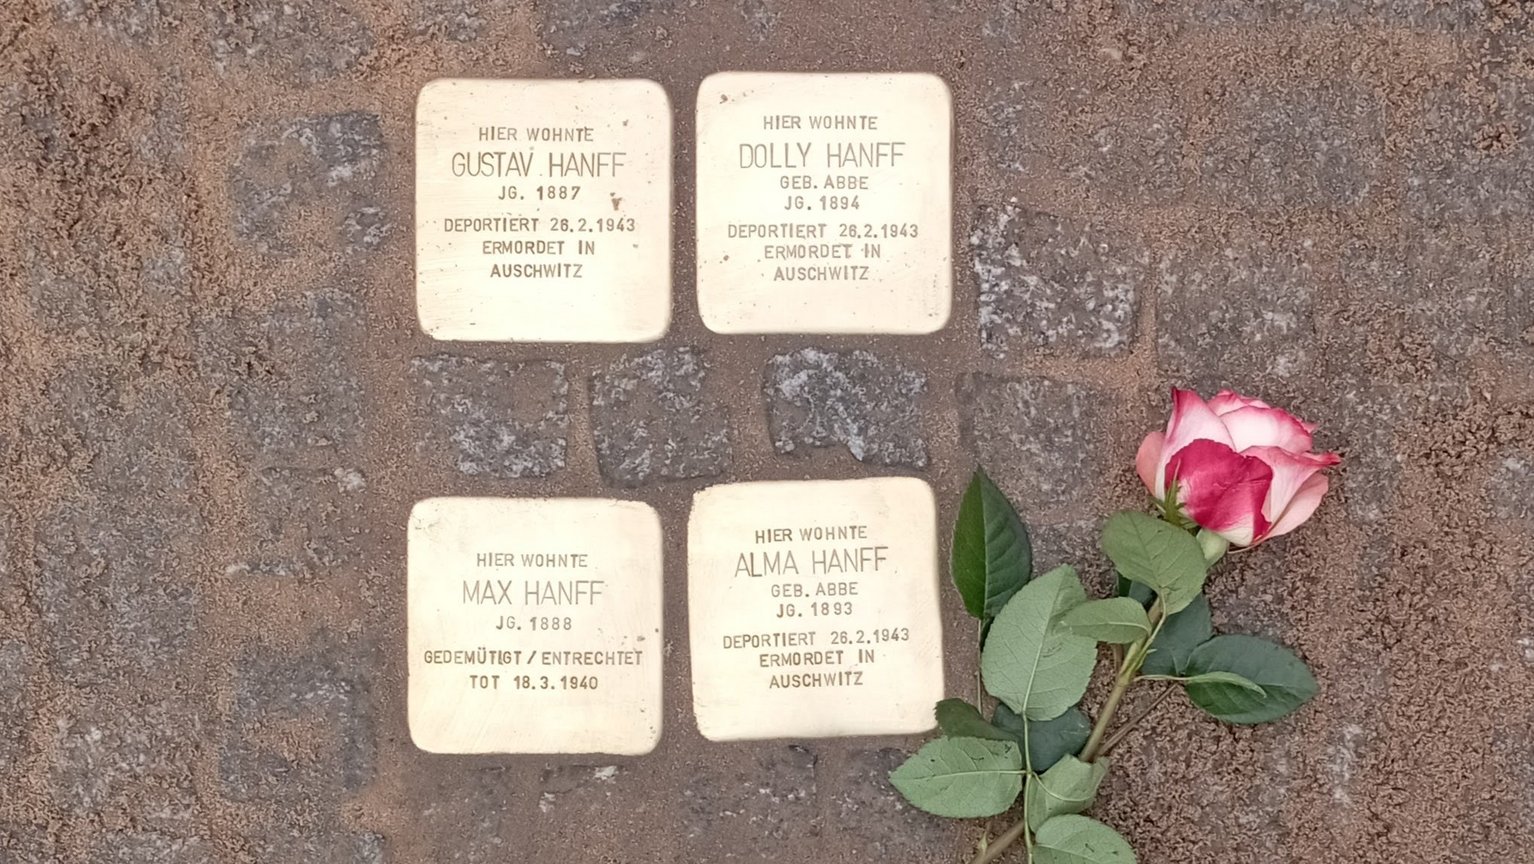 HIER WOHNTE
GUSTAV HANFF
JG. 1887
DEPORTIERT 26.2.1943
ERMORDET IN
AUSCHWITZ
HIER WOHNTE
DOLLY HANFF
GEB. ABBE
JG. 1894
DEPORTIERT 26.2.1943
ERMORDET IN
AUSCHWITZ
HIER WOHNTE
MAX HANFF
JG. 1888
GEDEMÜTIGT / ENTRECHTET
TOT 18.3.1940
HIER WOHNTE
ALMA HANFF
GEB. ABBE
JG. 1893
DEPORTIERT 26.2.1943
ERMORDET IN
AUSCHWITZ